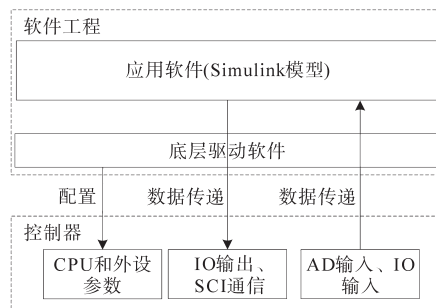 软件工程
应用软件(Simulink模型)
底层驱动软件
配置
数据传递
数据传递
控制器
CPU和外设
参数
IO输出、
SCI通信
AD输入、IO
输入